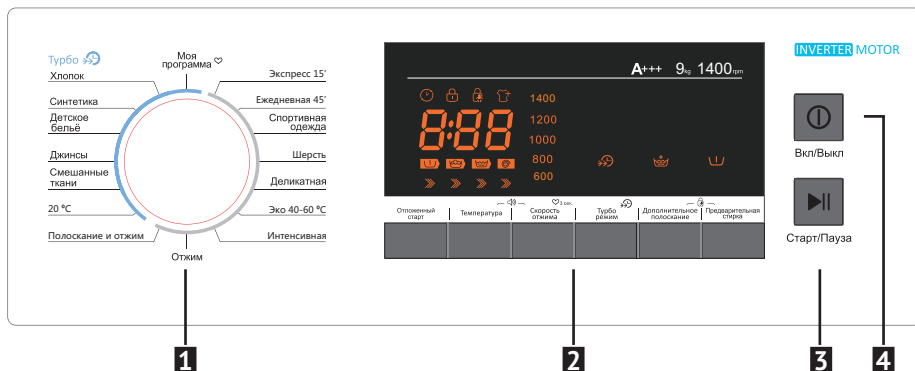 Турбо
Моя
программа
Хлопок
Синтетика
Детское
бельё
Джинсы
Смешанные
ткани
20 °C
Полоскание и отжим
Отжим
Экспресс 15'
Ежедневная 45'
Спортивная
одежда
Шерсть
Деликатная
Эко 40-60 °C
Интенсивная
A+++ 9kg 1400rpm
8:88
1400
1200
1000
800
600
3 сек.
Отложенный
старт
Температура
Скорость
отжима
Турбо
режим
Дополнительное
полоскание
Предварительная
стирка
INVERTER MOTOR
Вкл/Выкл
Старт/Пауза
1
2
3
4